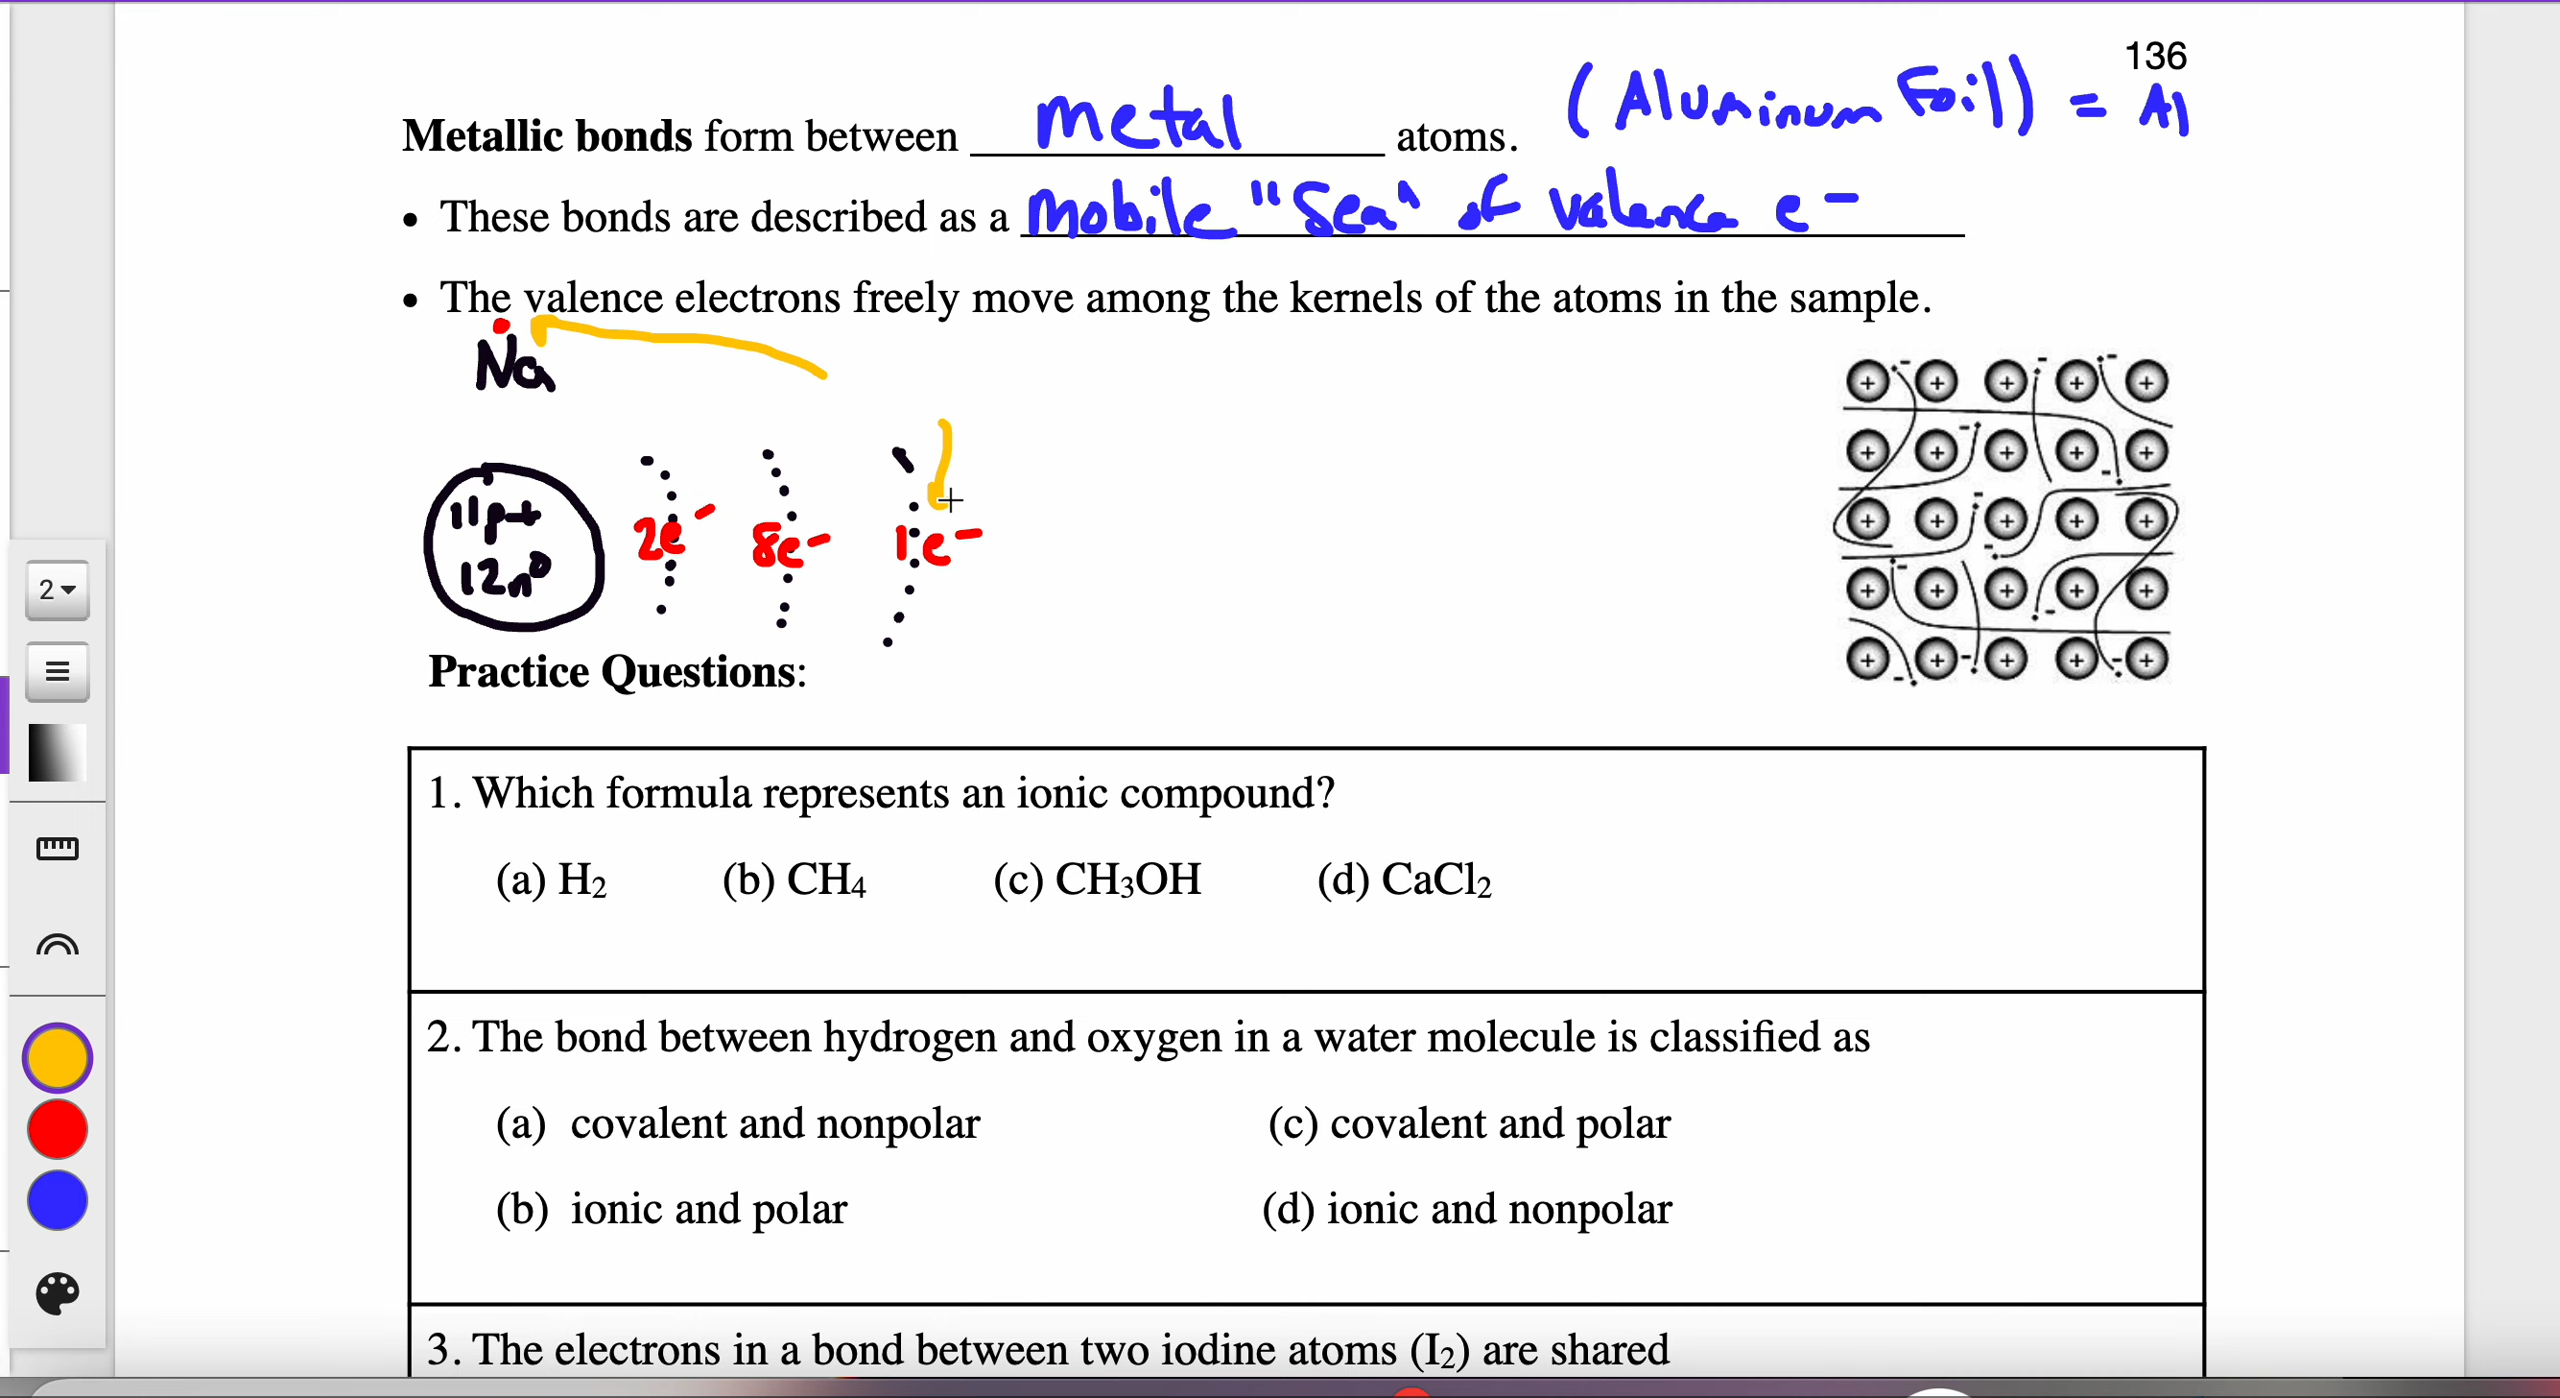 136
Metallic bonds form between metal atoms. (Aluminum Foil) = Al
• These bonds are described as a mobile "Sea" of valence e-
• The valence electrons freely move among the kernels of the atoms in the sample.
Na
11p+ 2e- 8e- 1e-
12n0
Practice Questions:
1. Which formula represents an ionic compound?
(a) H2 (b) CH4 (c) CH3OH (d) CaCl2
2. The bond between hydrogen and oxygen in a water molecule is classified as
(a) covalent and nonpolar (c) covalent and polar
(b) ionic and polar (d) ionic and nonpolar
3. The electrons in a bond between two iodine atoms (I2) are shared
2